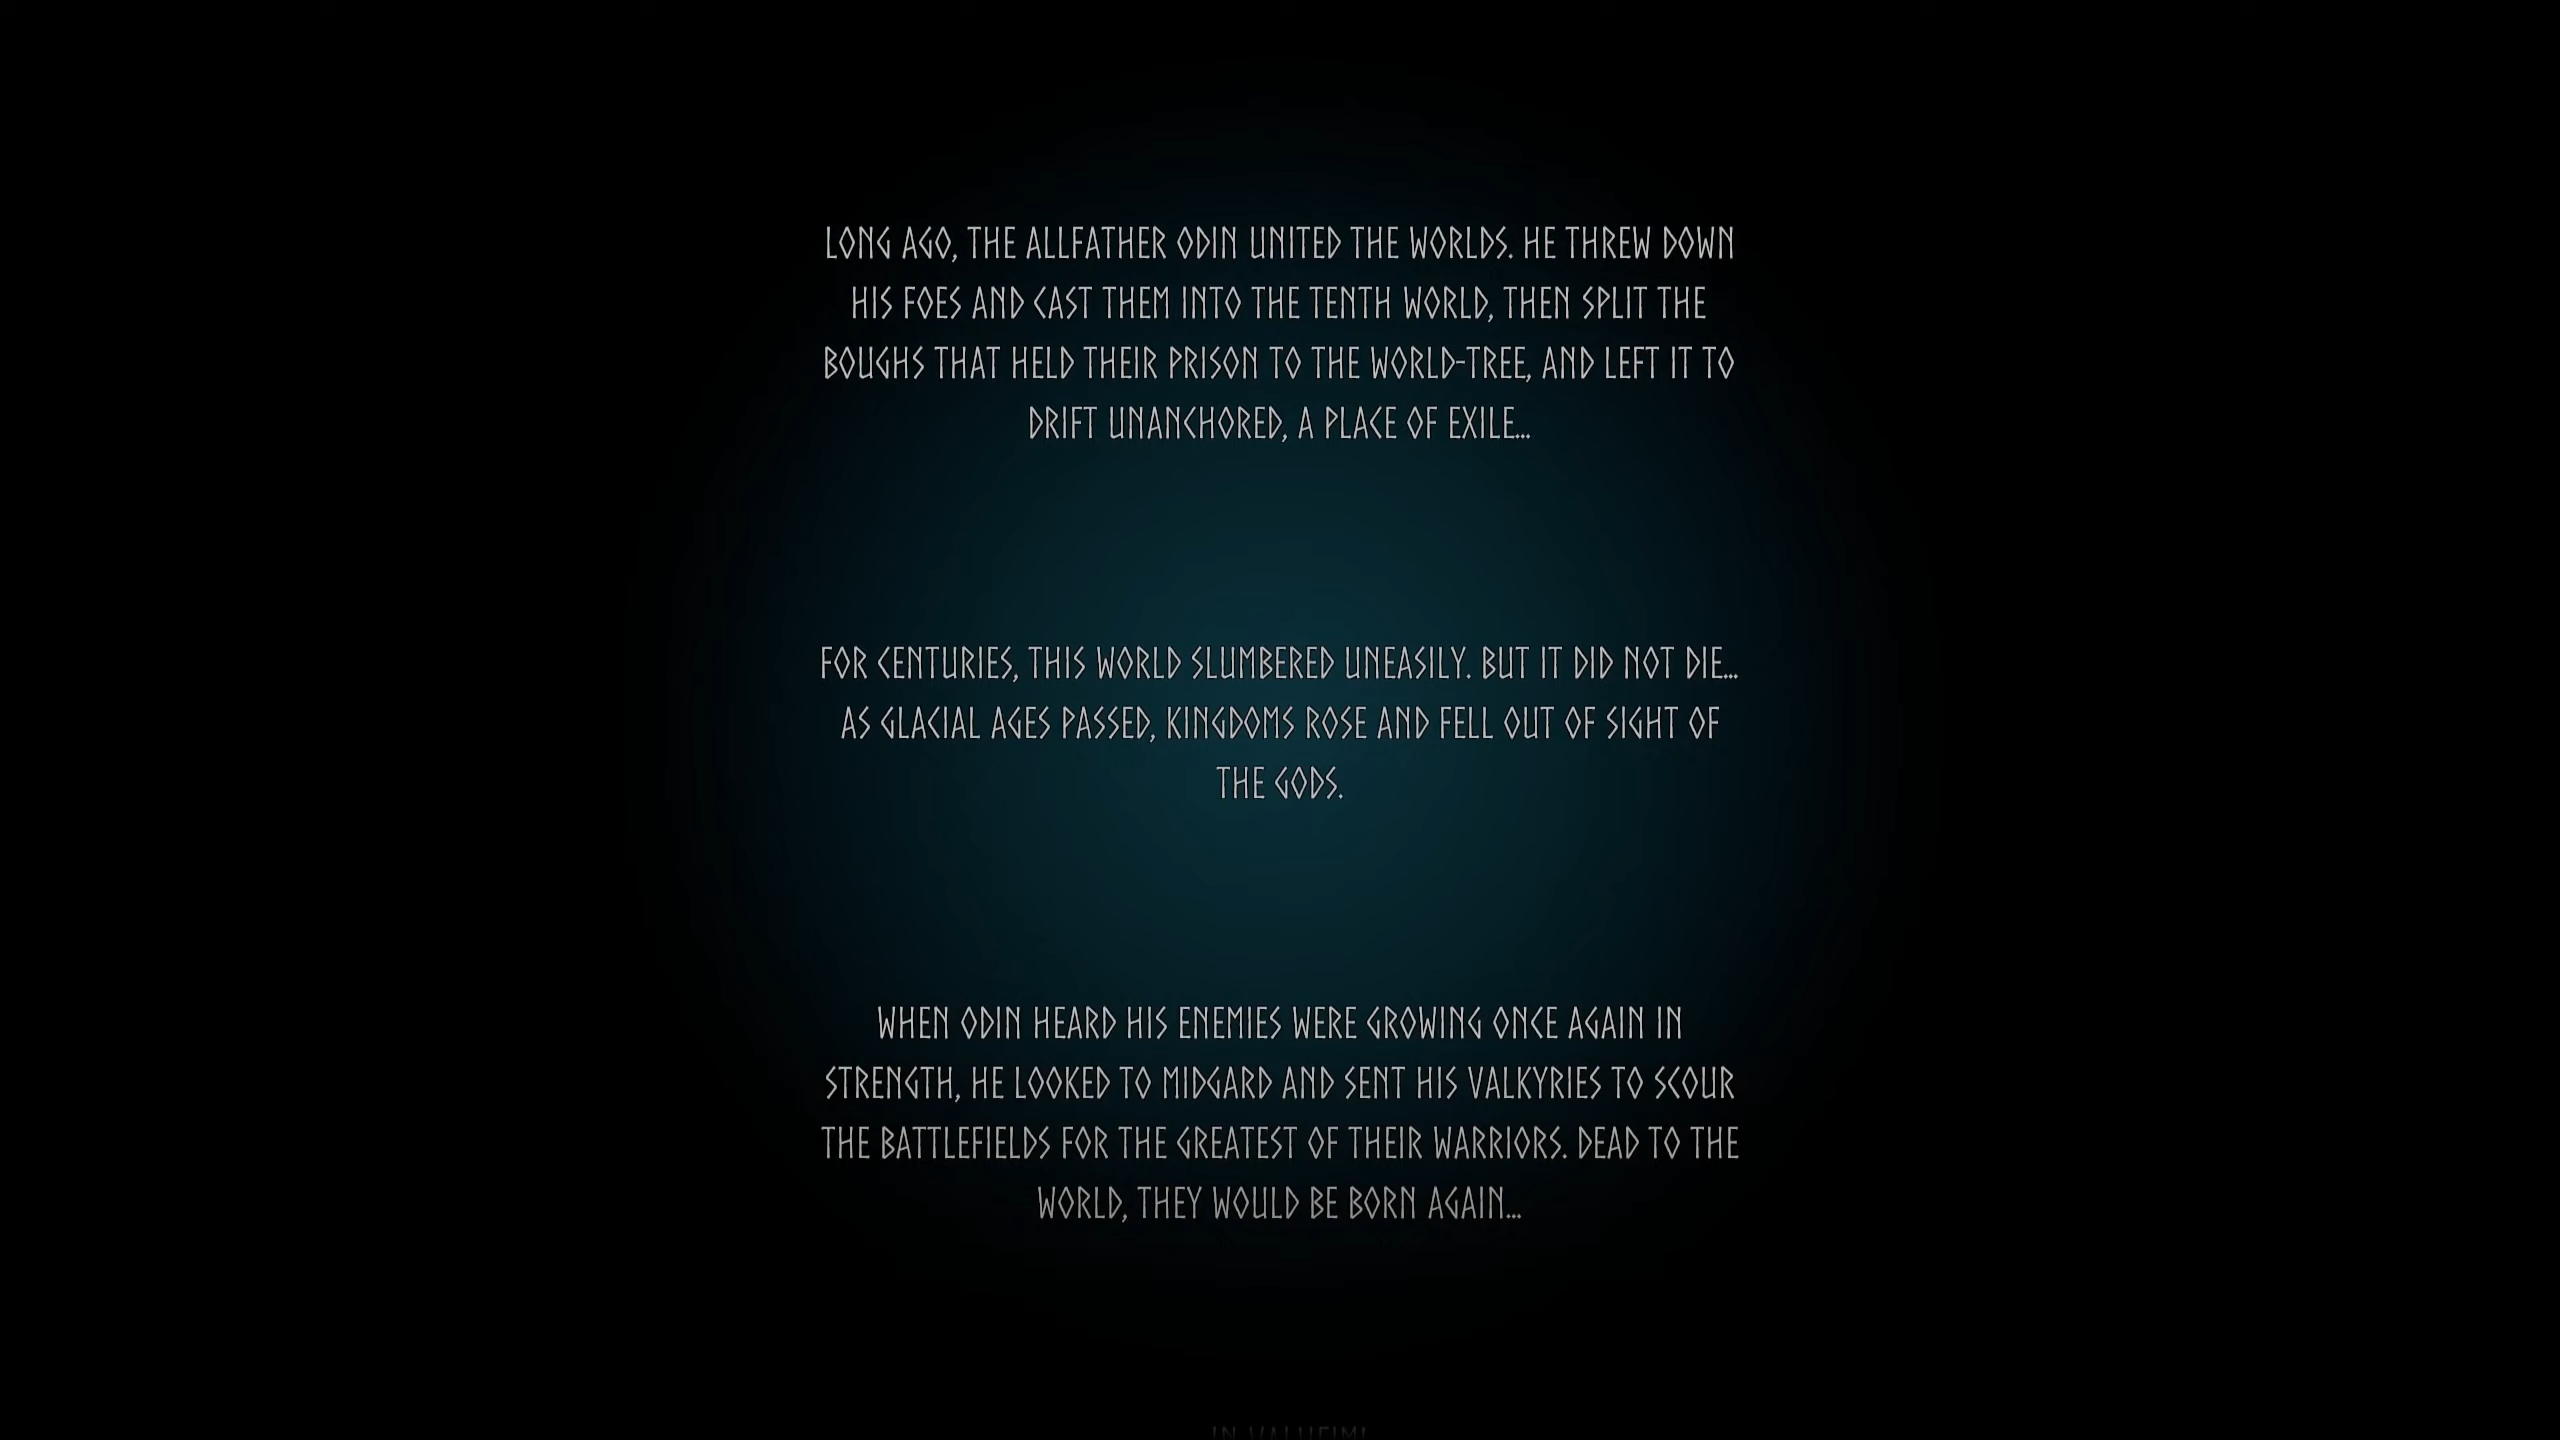 LONG AGO, THE ALLFATHER ODIN UNITED THE WORLDS. HE THREW DOWN
HIS FOES AND CAST THEM INTO THE TENTH WORLD, THEN SPLIT THE
BOUGHS THAT HELD THEIR PRISON TO THE WORLD-TREE, AND LEFT IT TO
DRIFT UNANCHORED, A PLACE OF EXILE...
FOR CENTURIES, THIS WORLD SLUMBERED UNEASILY. BUT IT DID NOT DIE...
AS GLACIAL AGES PASSED, KINGDOMS ROSE AND FELL OUT OF SIGHT OF
THE GODS.
WHEN ODIN HEARD HIS ENEMIES WERE GROWING ONCE AGAIN IN
STRENGTH, HE LOOKED TO MIDGARD AND SENT HIS VALKYRIES TO SCOUR
THE BATTLEFIELDS FOR THE GREATEST OF THEIR WARRIORS. DEAD TO THE
WORLD, THEY WOULD BE BORN AGAIN...
IN VALHEIM!